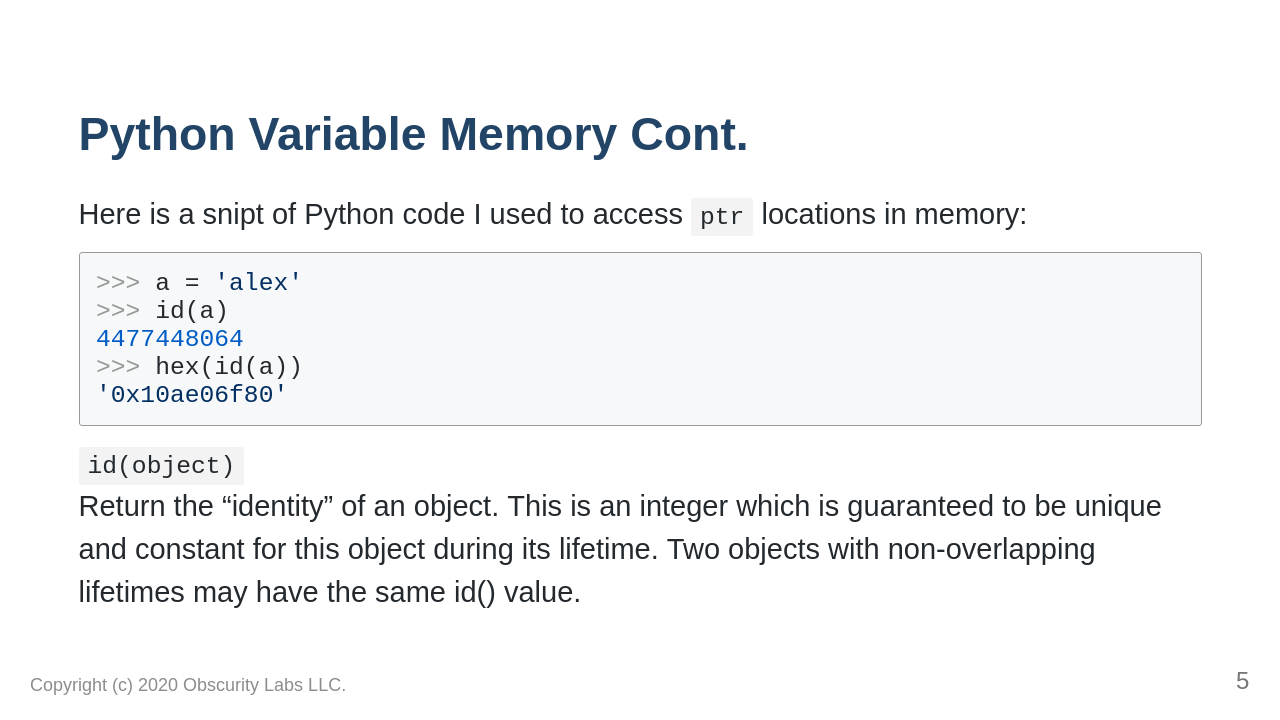 Python Variable Memory Cont.
Here is a snipt of Python code I used to access ptr locations in memory:
>>> a = 'alex'
>>> id(a)
4477448064
>>> hex(id(a))
'0x10ae06f80'
id(object)
Return the “identity” of an object. This is an integer which is guaranteed to be unique
and constant for this object during its lifetime. Two objects with non-overlapping
lifetimes may have the same id() value.
Copyright (c) 2020 Obscurity Labs LLC.
5